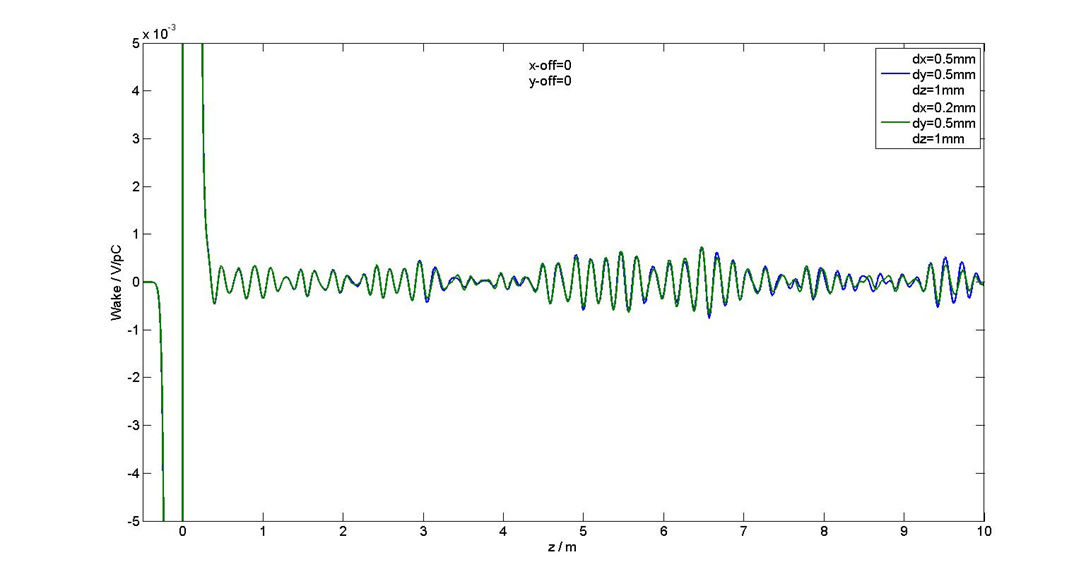 x 10^-3
5
4
3
2
1
0
-1
-2
-3
-4
-5
Wake / V/pC
x-off=0
y-off=0
dx=0.5mm
dy=0.5mm
dz=1mm
dx=0.2mm
dy=0.5mm
dz=1mm
0 1 2 3 4 5 6 7 8 9 10
z / m